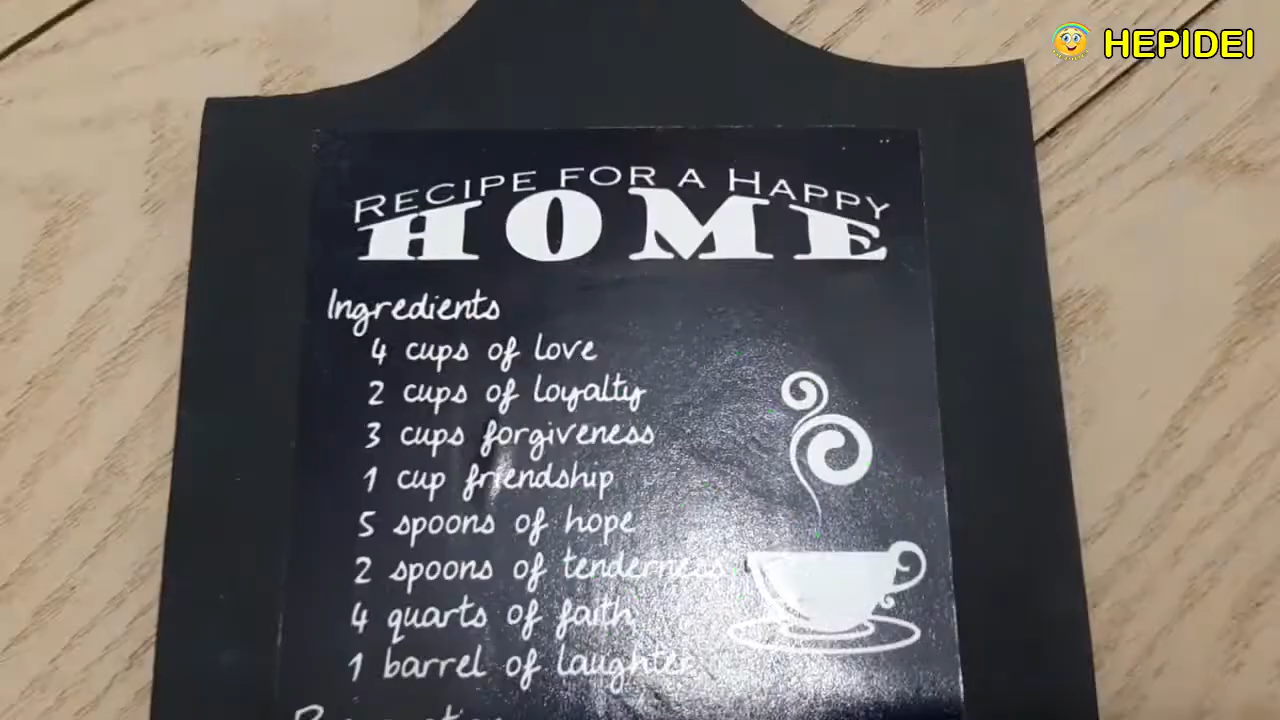 HEPIDEI
RECIPE FOR A HAPPY
HOME
Ingredients
4 cups of love
2 cups of loyalty
3 cups forgiveness
1 cup friendship
5 spoons of hope
2 spoons of tenderness
4 quarts of faith
1 barrel of laughter